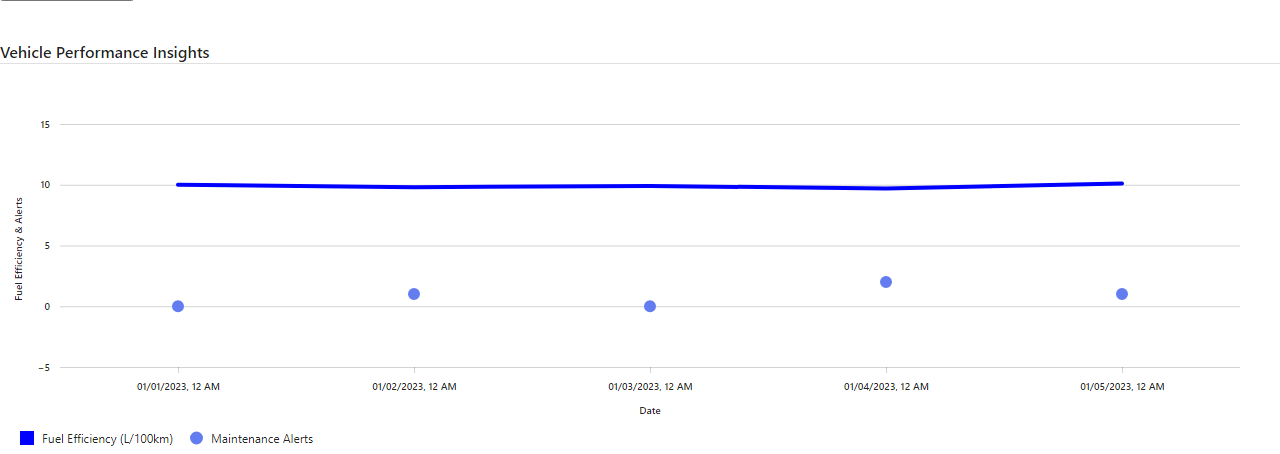 Vehicle Performance Insights
15
10
5
0
−5
Fuel Efficiency & Alerts
01/01/2023, 12 AM
01/02/2023, 12 AM
01/03/2023, 12 AM
01/04/2023, 12 AM
01/05/2023, 12 AM
Date
Fuel Efficiency (L/100km)
Maintenance Alerts